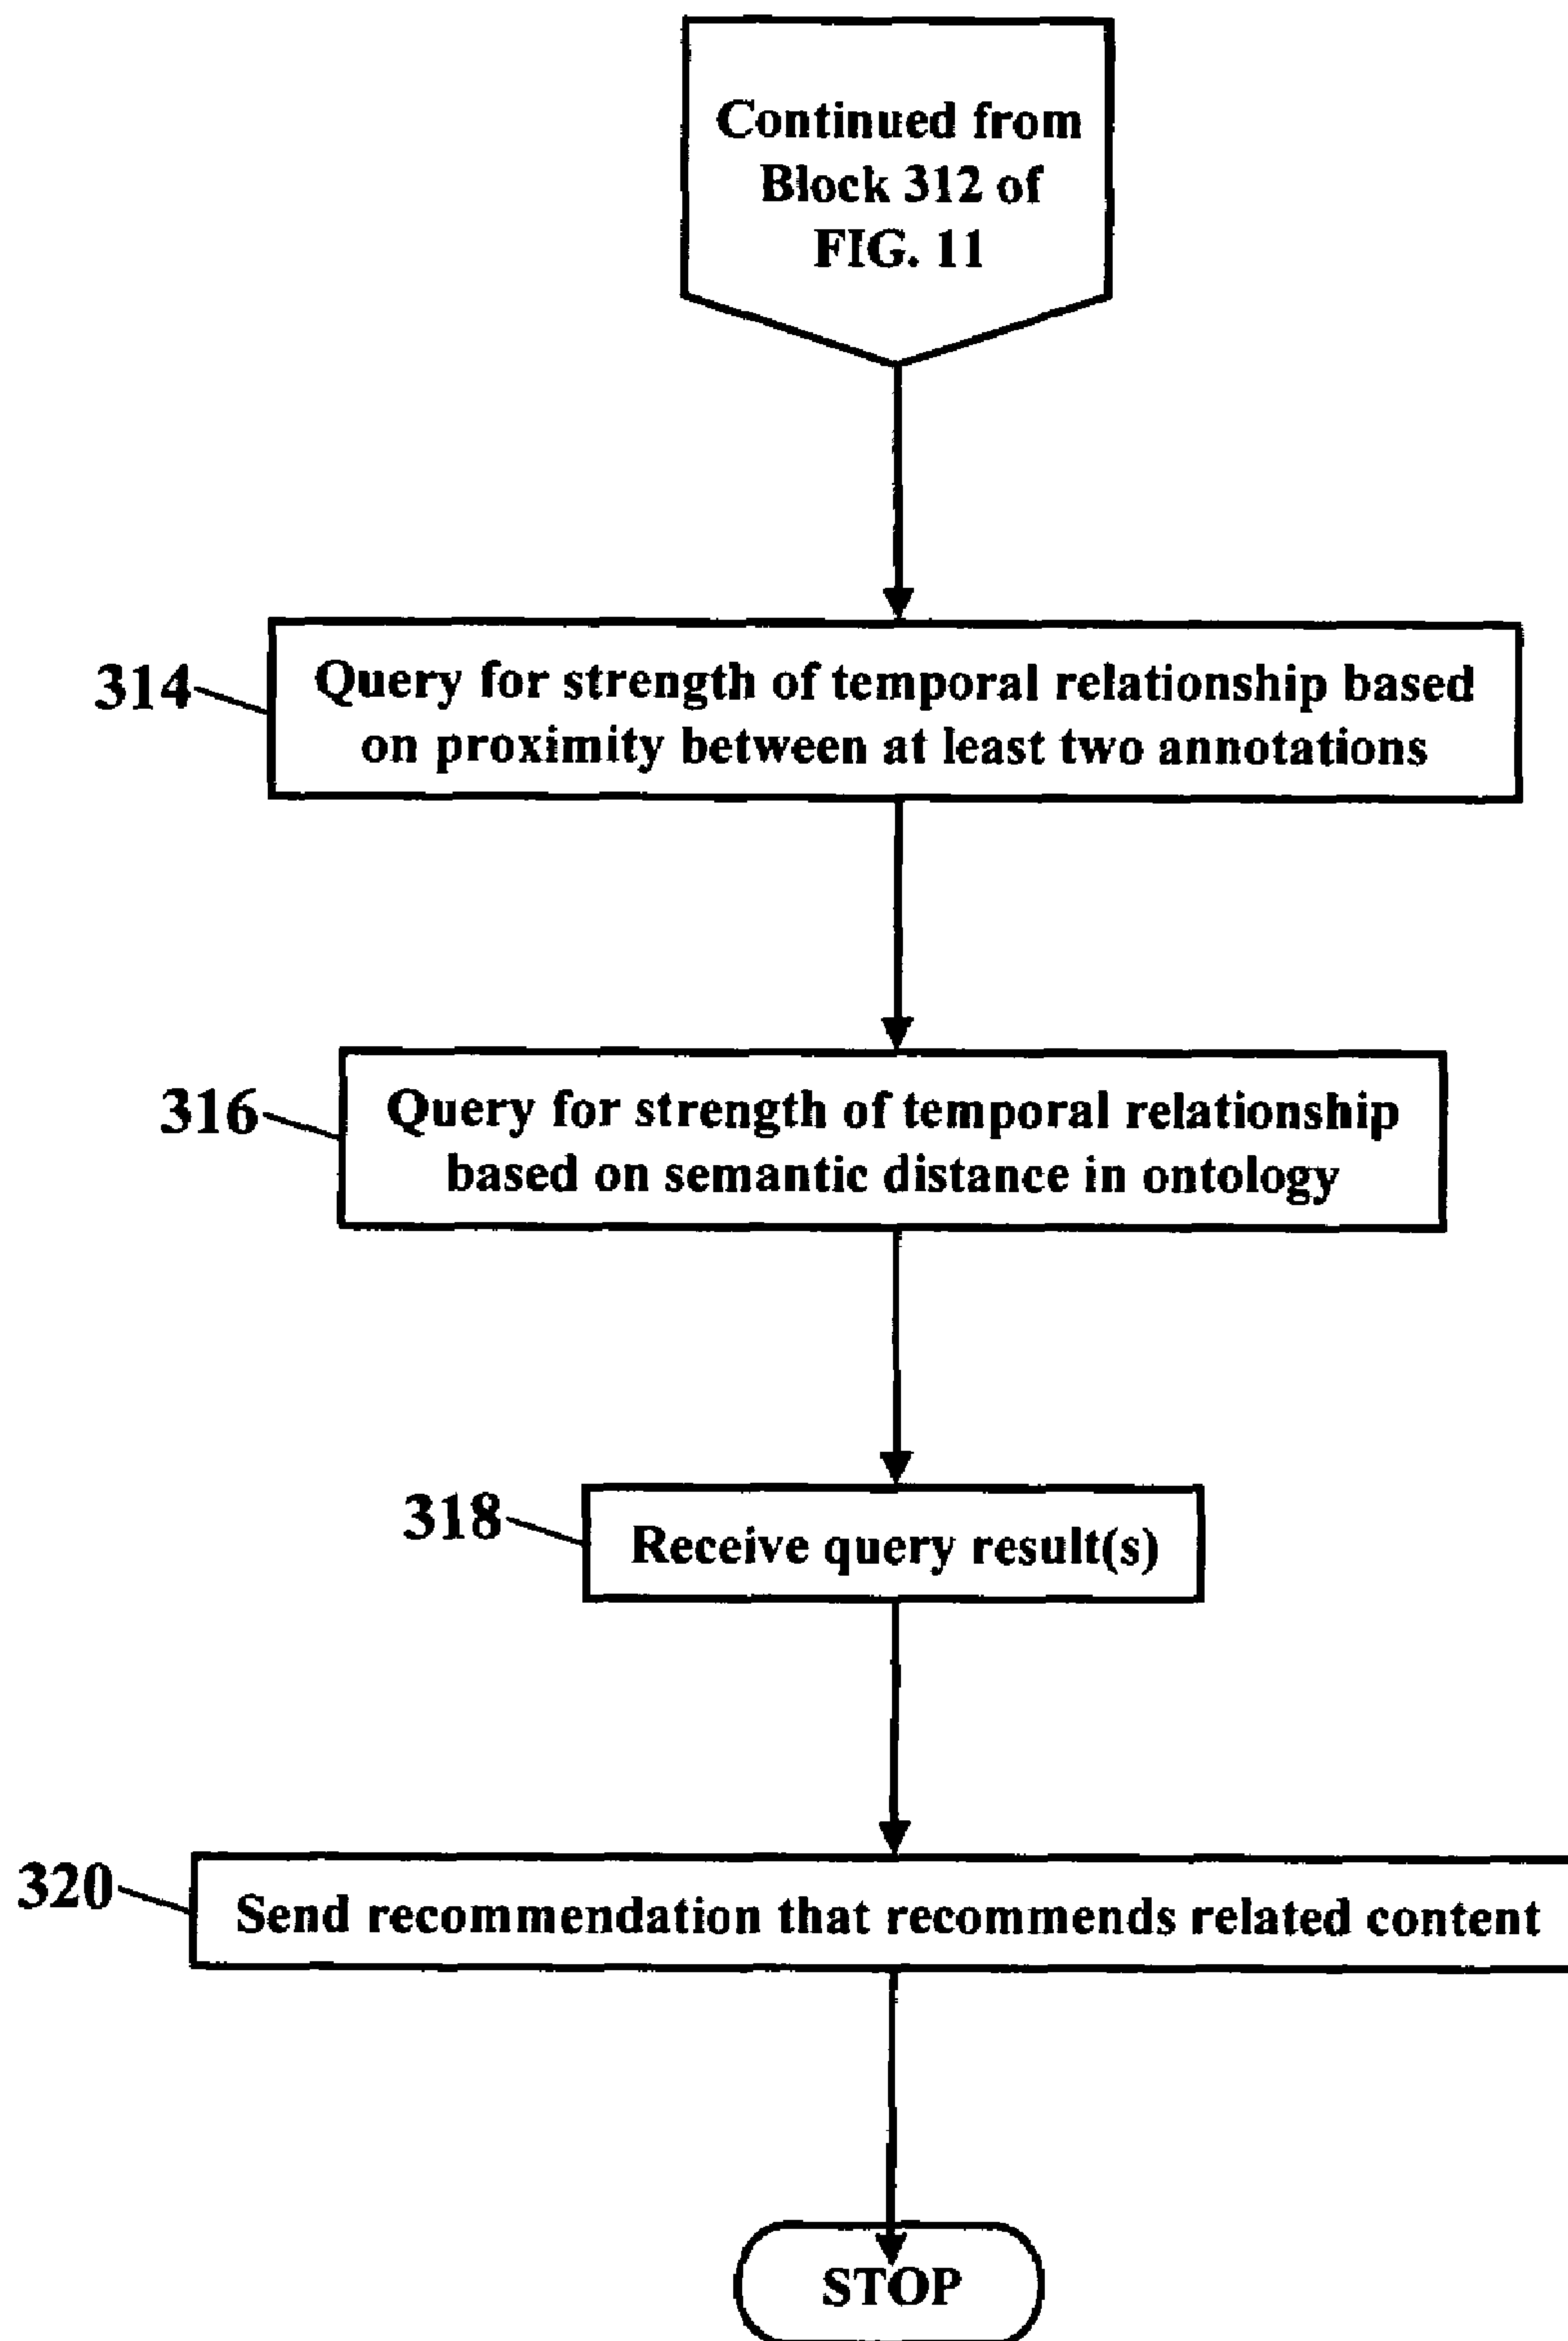 Continued from
Block 312 of
FIG. 11
314
Query for strength of temporal relationship based
on proximity between at least two annotations
316
Query for strength of temporal relationship
based on semantic distance in ontology
318
Receive query result(s)
320
Send recommendation that recommends related content
STOP